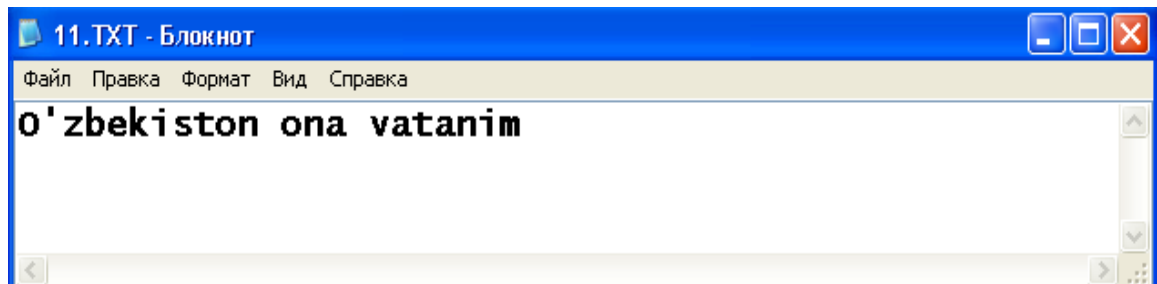 11.TXT - Блокнот
Файл Правка Формат Вид Справка
O'zbekiston ona vatanim